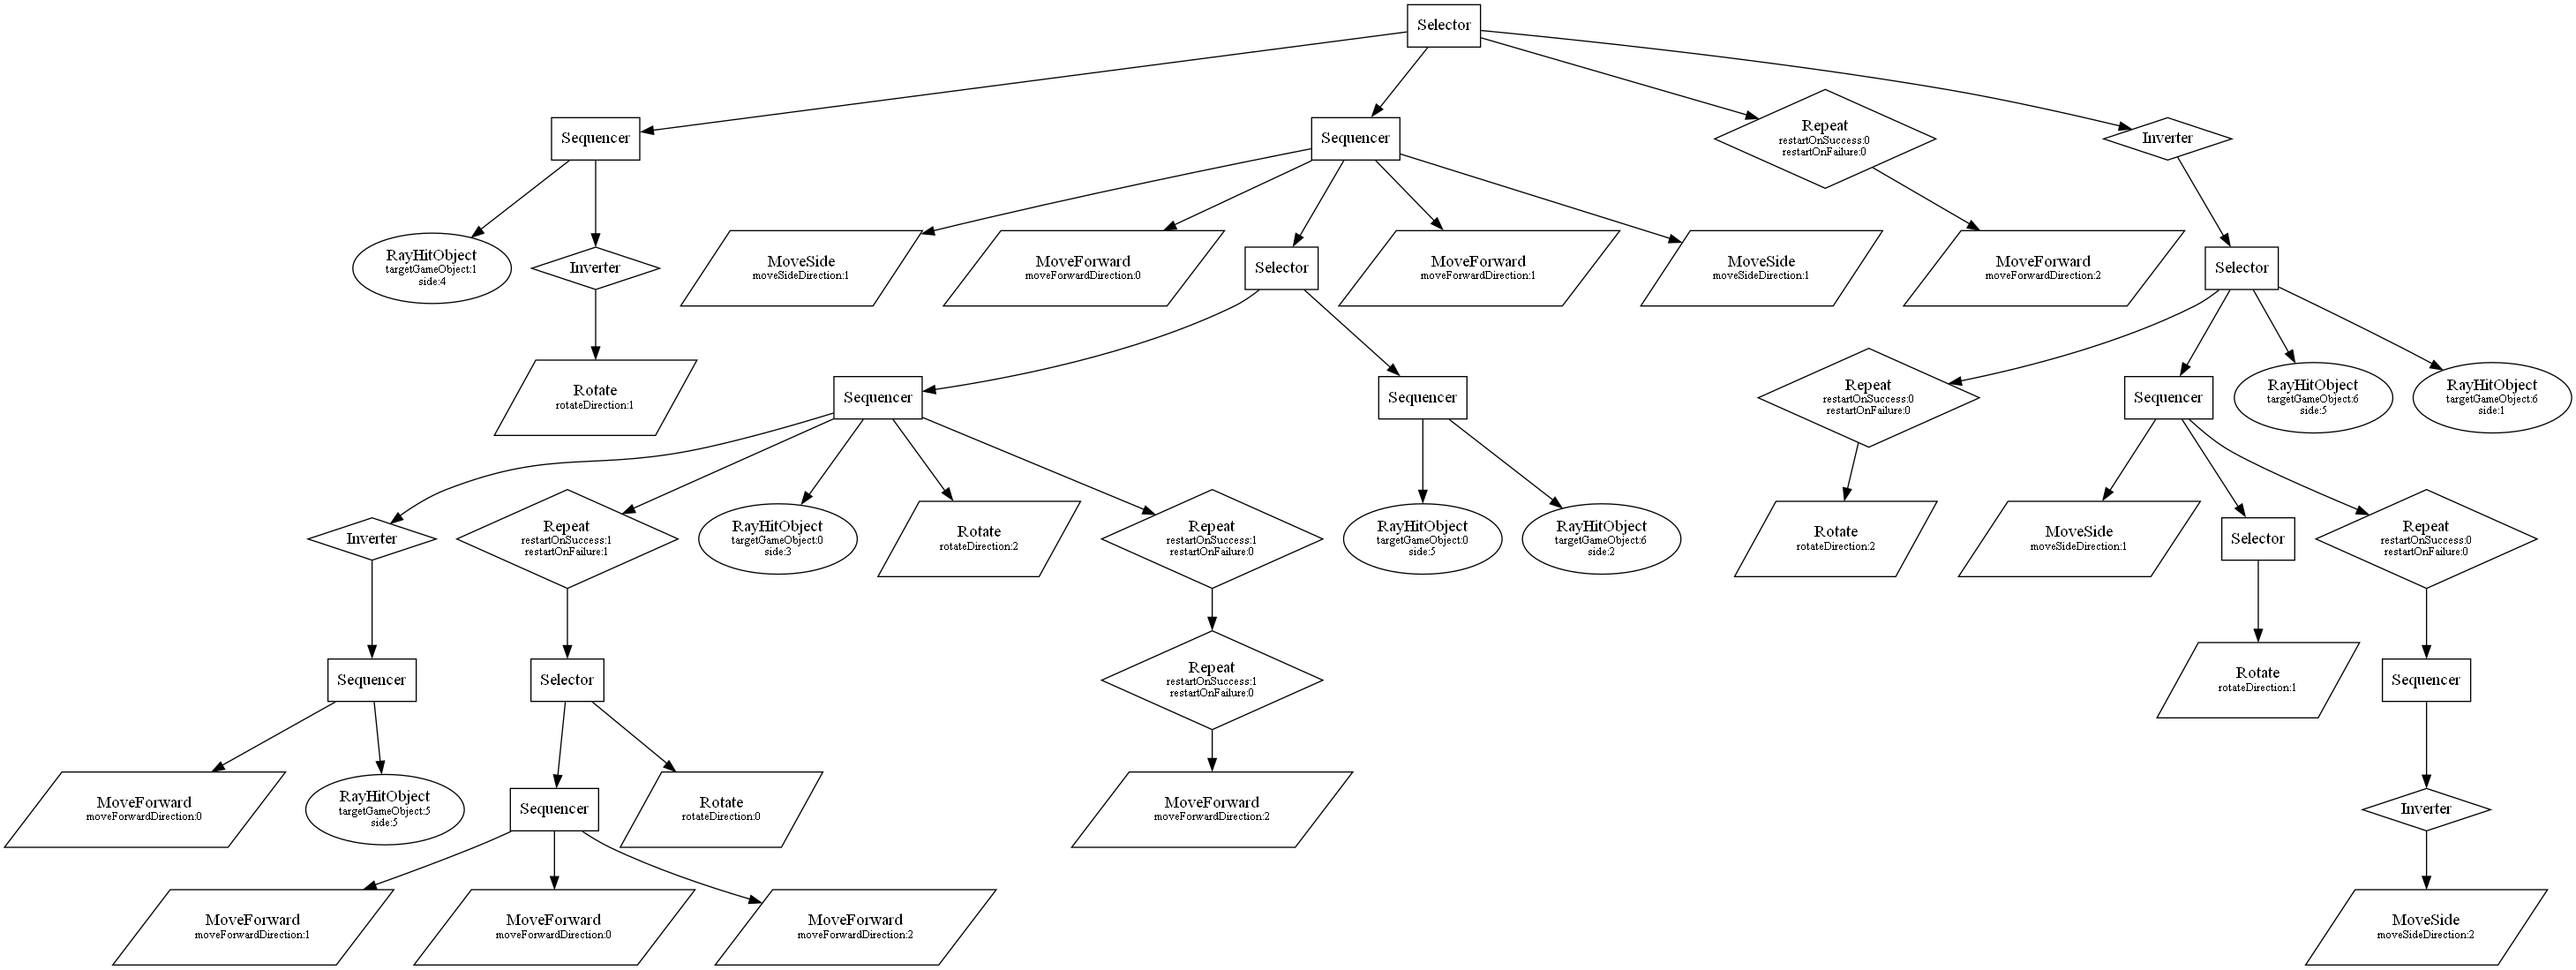 Selector
Sequencer
Sequencer
Repeat
restartOnSuccess:0
restartOnFailure:0
Inverter
RayHitObject
targetGameObject:1
side:4
Inverter
MoveSide
moveSideDirection:1
MoveForward
moveForwardDirection:0
Selector
MoveForward
moveForwardDirection:1
MoveSide
moveSideDirection:1
MoveForward
moveForwardDirection:2
Selector
Rotate
rotateDirection:1
Sequencer
Sequencer
Repeat
restartOnSuccess:0
restartOnFailure:0
Sequencer
RayHitObject
targetGameObject:6
side:5
RayHitObject
targetGameObject:6
side:1
Inverter
Repeat
restartOnSuccess:1
restartOnFailure:1
RayHitObject
targetGameObject:0
side:3
Rotate
rotateDirection:2
Repeat
restartOnSuccess:1
restartOnFailure:0
RayHitObject
targetGameObject:0
side:5
RayHitObject
targetGameObject:6
side:2
Rotate
rotateDirection:2
MoveSide
moveSideDirection:1
Selector
Repeat
restartOnSuccess:0
restartOnFailure:0
Sequencer
Selector
Repeat
restartOnSuccess:1
restartOnFailure:0
Rotate
rotateDirection:1
Sequencer
MoveForward
moveForwardDirection:0
RayHitObject
targetGameObject:5
side:5
Sequencer
Rotate
rotateDirection:0
MoveForward
moveForwardDirection:2
Inverter
MoveForward
moveForwardDirection:1
MoveForward
moveForwardDirection:0
MoveForward
moveForwardDirection:2
MoveSide
moveSideDirection:2